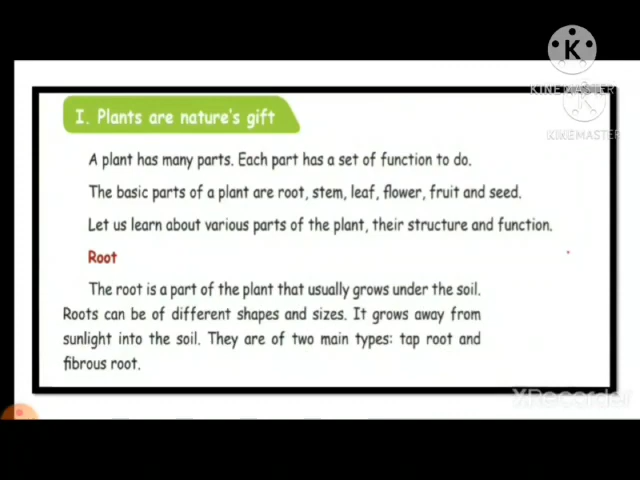 KINEMASTER
KINEMASTER
I. Plants are nature's gift
A plant has many parts. Each part has a set of function to do.
The basic parts of a plant are root, stem, leaf, flower, fruit and seed.
Let us learn about various parts of the plant, their structure and function.
Root
The root is a part of the plant that usually grows under the soil.
Roots can be of different shapes and sizes. It grows away from
sunlight into the soil. They are of two main types: tap root and
fibrous root.
XRecorder